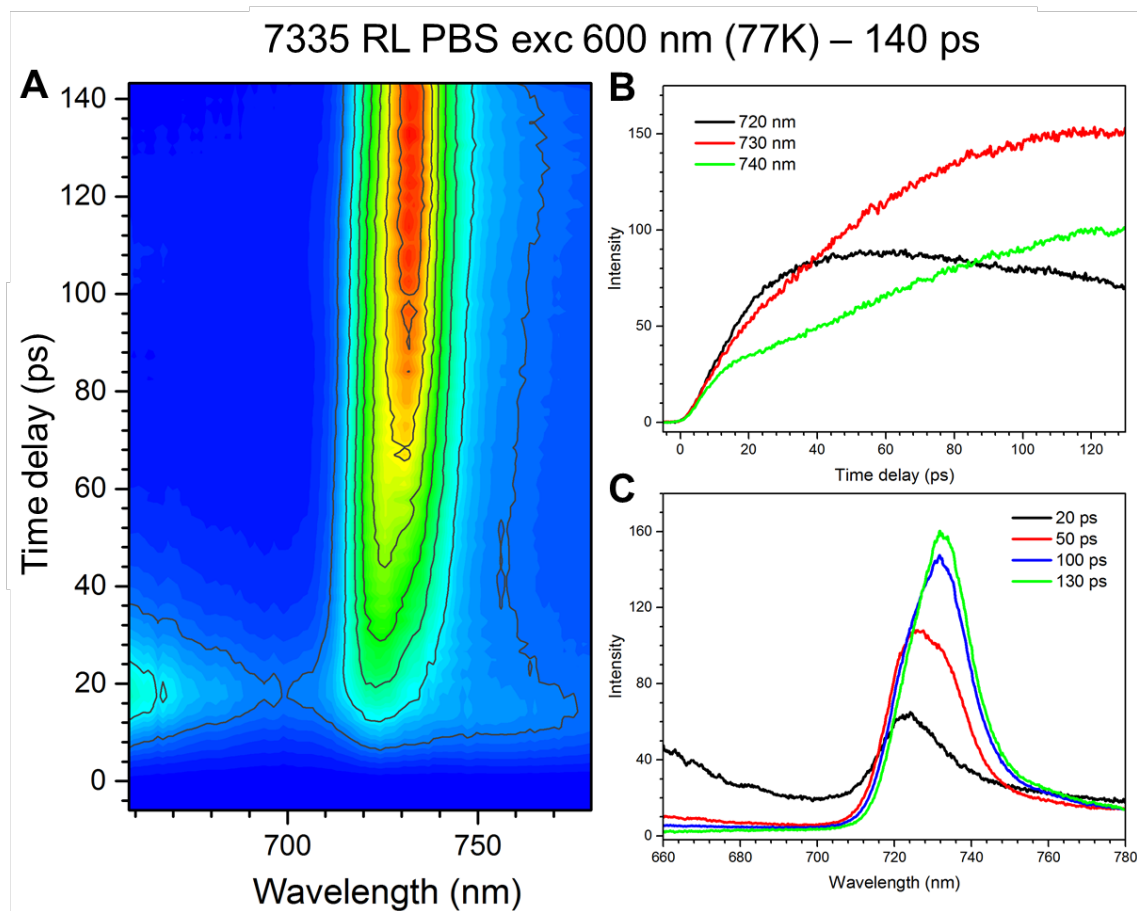 7335 RL PBS exc 600 nm (77K) – 140 ps
A
140
120
100
80
60
40
20
0
Time delay (ps)
700
750
Wavelength (nm)
B
720 nm
730 nm
740 nm
150
100
50
0
Intensity
0
20
40
60
80
100
120
Time delay (ps)
C
20 ps
50 ps
100 ps
130 ps
160
120
80
40
0
Intensity
660
680
700
720
740
760
780
Wavelength (nm)